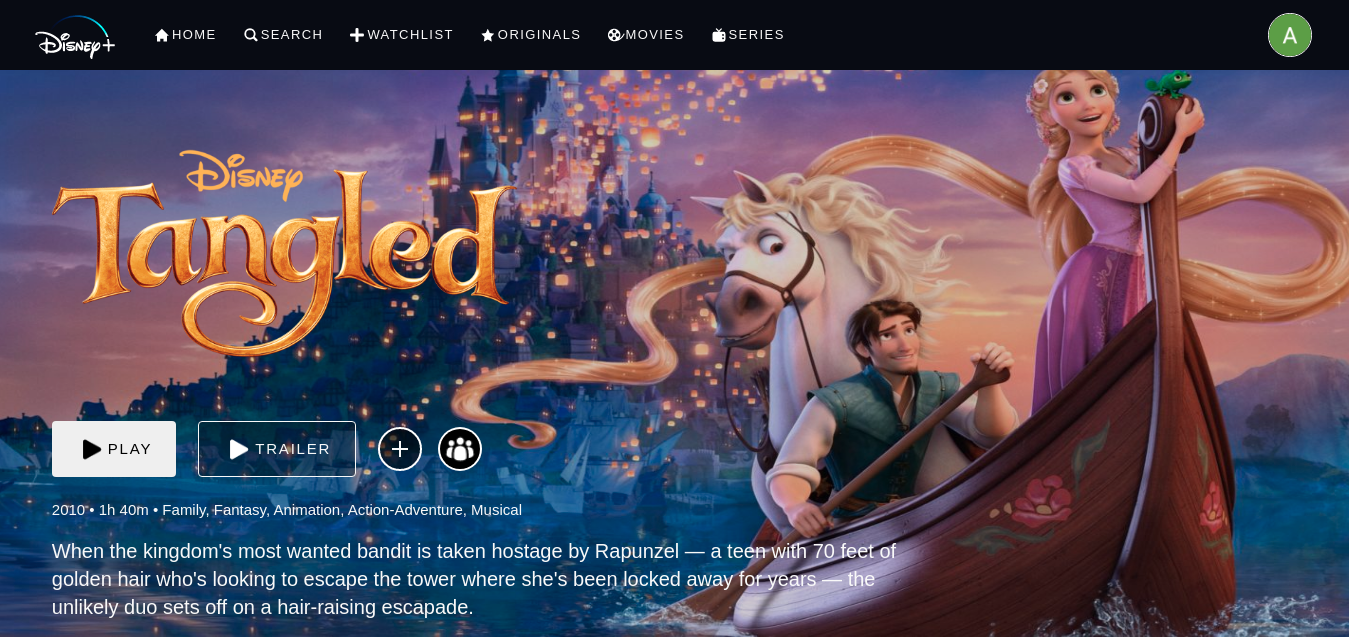 Disney+
HOME
SEARCH
WATCHLIST
ORIGINALS
MOVIES
SERIES
A
Disney
Tangled
PLAY
TRAILER
2010 • 1h 40m • Family, Fantasy, Animation, Action-Adventure, Musical
When the kingdom's most wanted bandit is taken hostage by Rapunzel — a teen with 70 feet of
golden hair who's looking to escape the tower where she's been locked away for years — the
unlikely duo sets off on a hair-raising escapade.